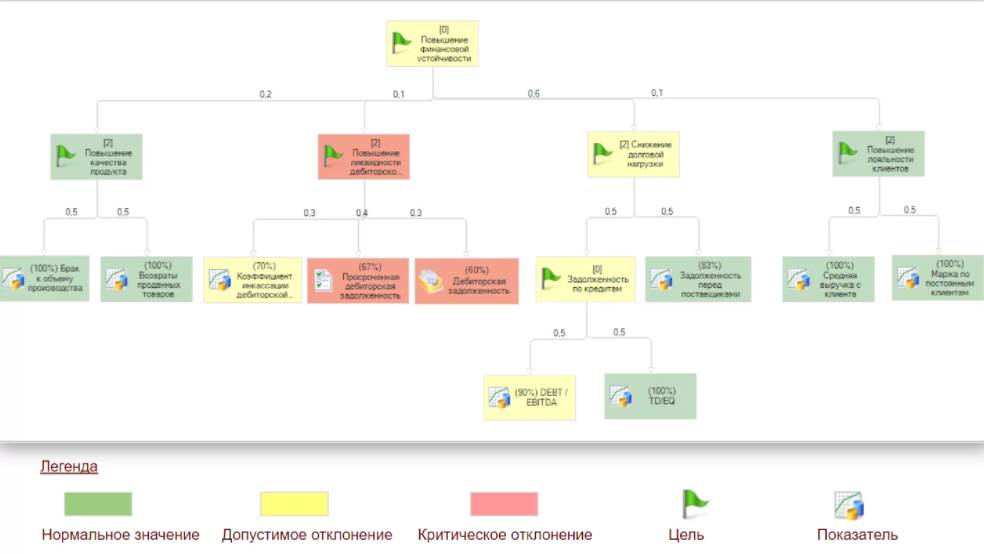 [0]
Повышение
финансовой
устойчивости
0,2
0,1
0,6
0,1
[2]
Повышение
качества
продукта
[2]
Повышение
ликвидности
дебиторско...
[2] Снижение
долговой
нагрузки
[2]
Повышение
лояльности
клиентов
0,5
0,5
0,3
0,4
0,3
0,5
0,5
0,5
0,5
(100%) Брак
к объему
производства
(100%)
Возвраты
проданных
товаров
(70%)
Коэффициент
инкассации
дебиторской...
(67%)
Просроченная
дебиторская
задолженность
(60%)
Дебиторская
задолженность
[0]
Задолженность
по кредитам
(83%)
Задолженность
перед
поставщиками
(100%)
Средняя
выручка с
клиента
(100%)
Маржа по
постоянным
клиентам
0,5
0,5
(90%) DEBT /
EBITDA
(100%)
TD/EQ
Легенда
Нормальное значение
Допустимое отклонение
Критическое отклонение
Цель
Показатель